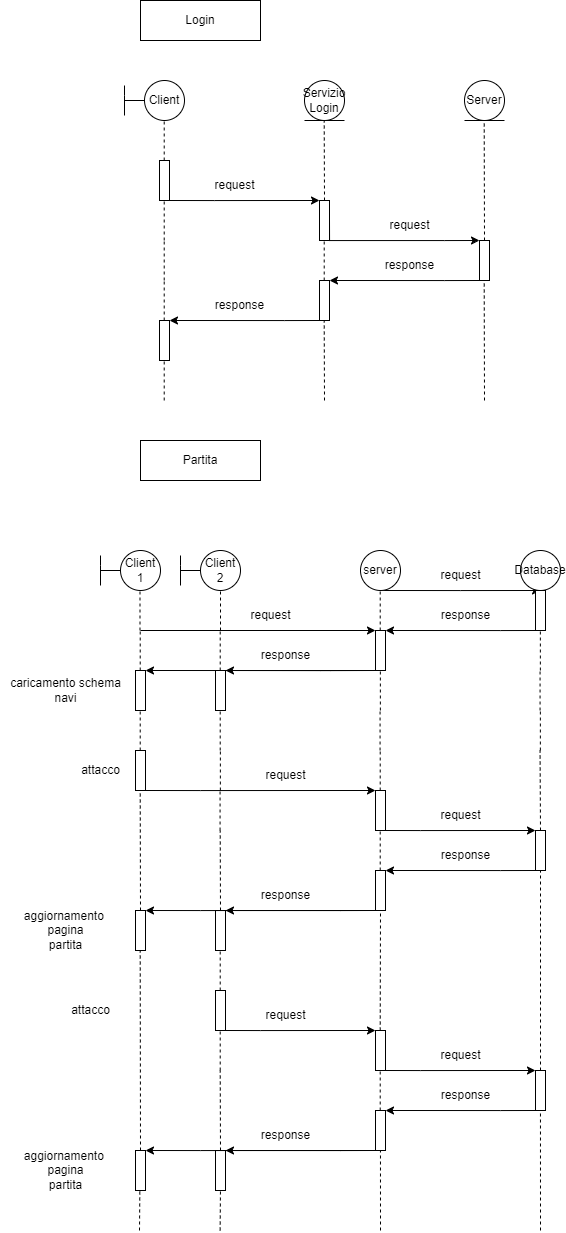 Login
Client
Servizio
Login
Server
request
request
response
response
Partita
Client
1
Client
2
server
Database
request
request
response
response
caricamento schema
navi
attacco
request
request
response
response
aggiornamento
pagina
partita
attacco
request
request
response
response
aggiornamento
pagina
partita